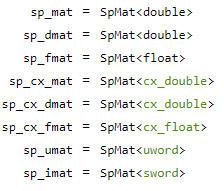 sp_mat = SpMat<double>
sp_dmat = SpMat<double>
sp_fmat = SpMat<float>
sp_cx_mat = SpMat<cx_double>
sp_cx_dmat = SpMat<cx_double>
sp_cx_fmat = SpMat<cx_float>
sp_umat = SpMat<uword>
sp_imat = SpMat<sword>